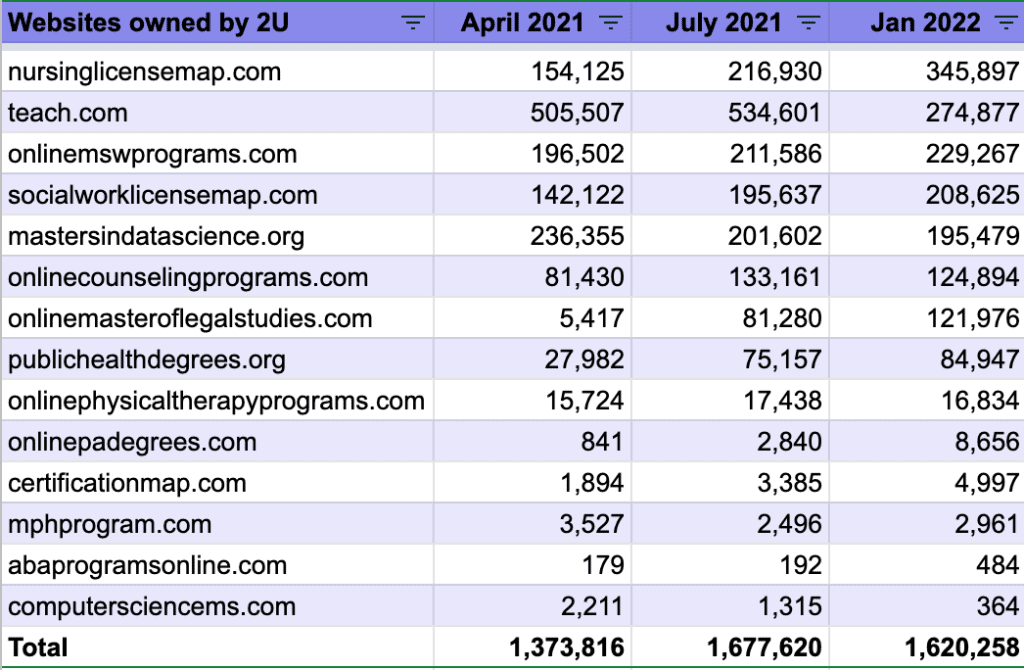 Websites owned by 2U April 2021 July 2021 Jan 2022
nursinglicensemap.com 154,125 216,930 345,897
teach.com 505,507 534,601 274,877
onlinemswprograms.com 196,502 211,586 229,267
socialworklicensemap.com 142,122 195,637 208,625
mastersindatascience.org 236,355 201,602 195,479
onlinecounselingprograms.com 81,430 133,161 124,894
onlinemasteroflegalstudies.com 5,417 81,280 121,976
publichealthdegrees.org 27,982 75,157 84,947
onlinephysicaltherapyprograms.com 15,724 17,438 16,834
onlinepadegrees.com 841 2,840 8,656
certificationmap.com 1,894 3,385 4,997
mphprogram.com 3,527 2,496 2,961
abaprogramsonline.com 179 192 484
computersciencems.com 2,211 1,315 364
Total 1,373,816 1,677,620 1,620,258